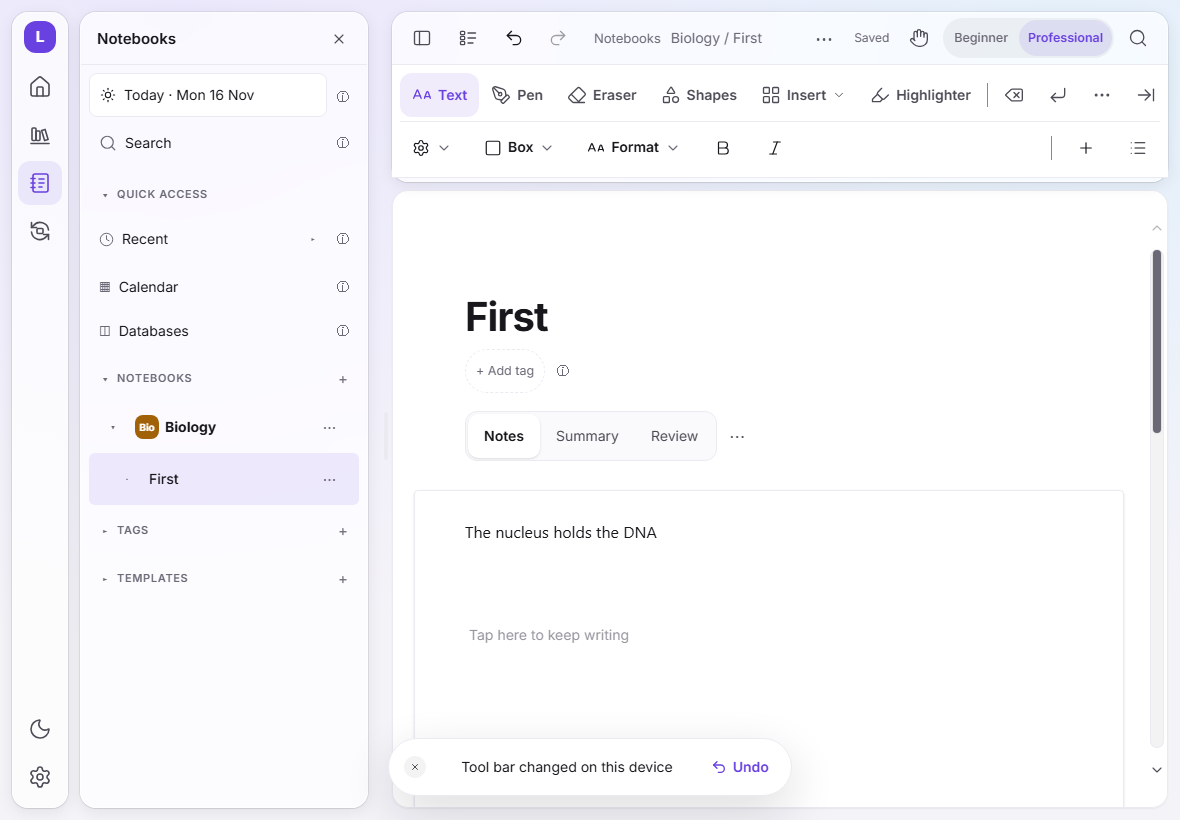 L
Notebooks
Today · Mon 16 Nov
Search
QUICK ACCESS
Recent
Calendar
Databases
NOTEBOOKS
Bio Biology
First
TAGS
TEMPLATES
Notebooks Biology / First
Saved
Beginner Professional
Text Pen Eraser Shapes Insert Highlighter
Box Format B I
First
+ Add tag
Notes Summary Review
The nucleus holds the DNA
Tap here to keep writing
Tool bar changed on this device Undo